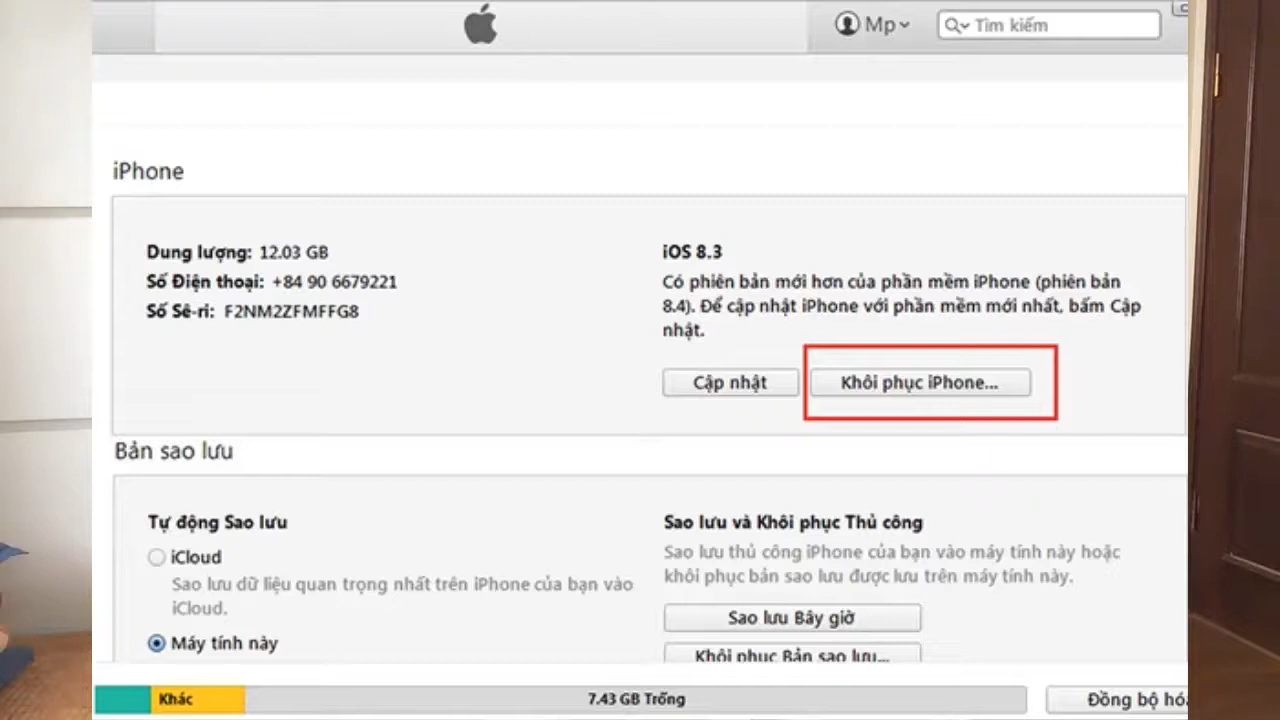 Mp
Tìm kiếm
iPhone
Dung lượng: 12.03 GB
Số Điện thoại: +84 90 6679221
Số Sê-ri: F2NM2ZFMFFG8
iOS 8.3
Có phiên bản mới hơn của phần mềm iPhone (phiên bản
8.4). Để cập nhật iPhone với phần mềm mới nhất, bấm Cập
nhật.
Cập nhật
Khôi phục iPhone...
Bản sao lưu
Tự động Sao lưu
iCloud
Sao lưu dữ liệu quan trọng nhất trên iPhone của bạn vào
iCloud.
Máy tính này
Sao lưu và Khôi phục Thủ công
Sao lưu thủ công iPhone của bạn vào máy tính này hoặc
khôi phục bản sao lưu được lưu trên máy tính này.
Sao lưu Bây giờ
Khôi phục Bản sao lưu...
Khác
7.43 GB Trống
Đồng bộ hóa